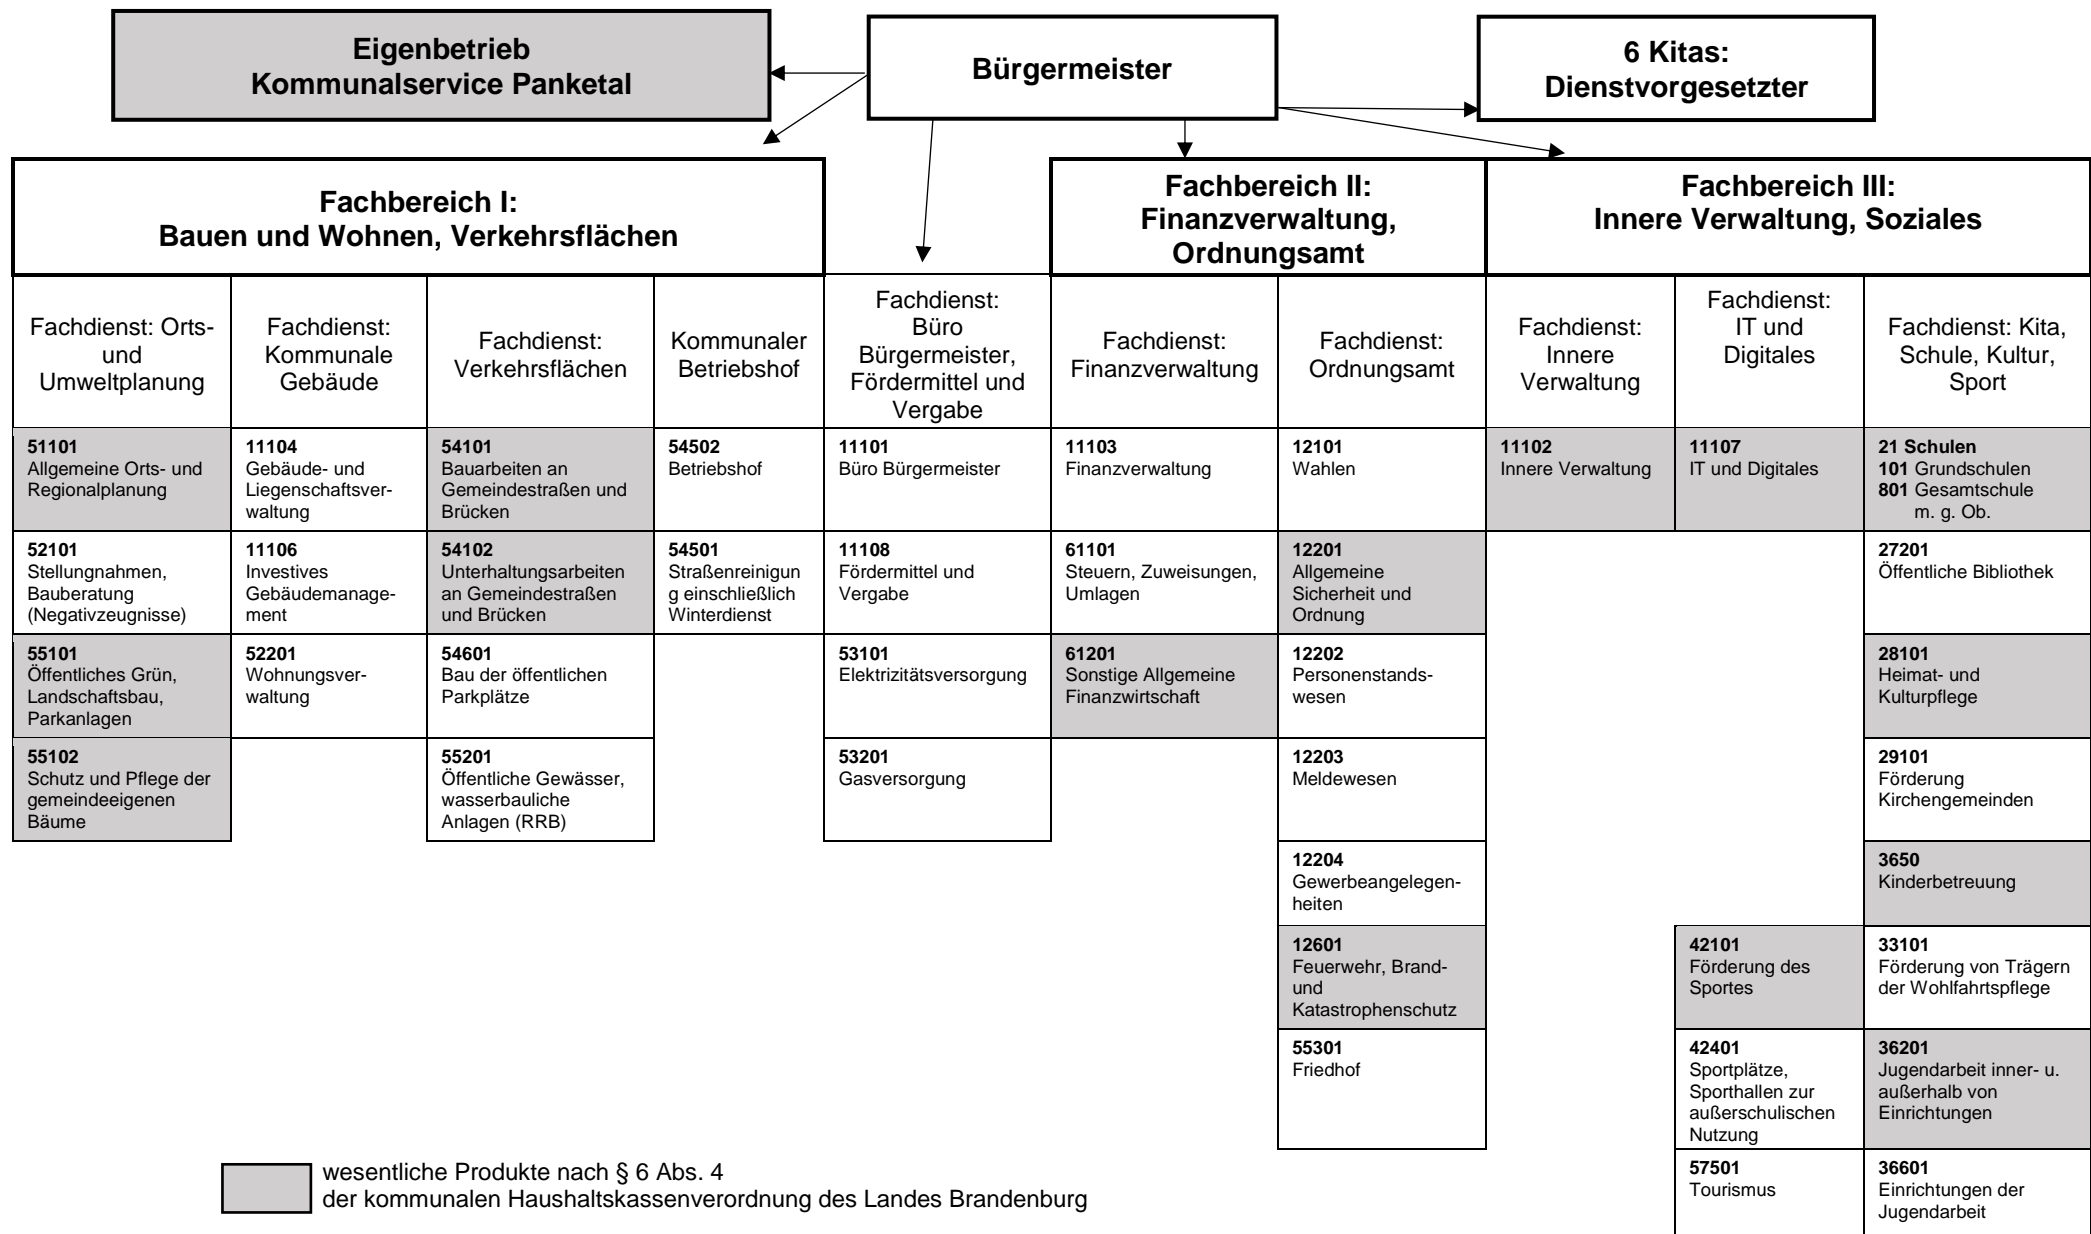 Eigenbetrieb
Kommunalservice Panketal
Bürgermeister
6 Kitas:
Dienstvorgesetzter
Fachbereich I:
Bauen und Wohnen, Verkehrsflächen
Fachbereich II:
Finanzverwaltung,
Ordnungsamt
Fachbereich III:
Innere Verwaltung, Soziales
Fachdienst: Orts-
und
Umweltplanung
Fachdienst:
Kommunale
Gebäude
Fachdienst:
Verkehrsflächen
Kommunaler
Betriebshof
Fachdienst:
Büro
Bürgermeister,
Fördermittel und
Vergabe
Fachdienst:
Finanzverwaltung
Fachdienst:
Ordnungsamt
Fachdienst:
Innere
Verwaltung
Fachdienst:
IT und
Digitales
Fachdienst: Kita,
Schule, Kultur,
Sport
51101
Allgemeine Orts- und
Regionalplanung
11104
Gebäude- und
Liegenschaftsver-
waltung
54101
Bauarbeiten an
Gemeindestraßen und
Brücken
54502
Betriebshof
11101
Büro Bürgermeister
11103
Finanzverwaltung
12101
Wahlen
11102
Innere Verwaltung
11107
IT und Digitales
21 Schulen
101 Grundschulen
801 Gesamtschule
m. g. Ob.
52101
Stellungnahmen,
Bauberatung
(Negativzeugnisse)
11106
Investives
Gebäudemanage-
ment
54102
Unterhaltungsarbeiten
an Gemeindestraßen
und Brücken
54501
Straßenreinigun
g einschließlich
Winterdienst
11108
Fördermittel und
Vergabe
61101
Steuern, Zuweisungen,
Umlagen
12201
Allgemeine
Sicherheit und
Ordnung
27201
Öffentliche Bibliothek
55101
Öffentliches Grün,
Landschaftsbau,
Parkanlagen
52201
Wohnungsver-
waltung
54601
Bau der öffentlichen
Parkplätze
53101
Elektrizitätsversorgung
61201
Sonstige Allgemeine
Finanzwirtschaft
12202
Personenstands-
wesen
28101
Heimat- und
Kulturpflege
55102
Schutz und Pflege der
gemeindeeigenen
Bäume
55201
Öffentliche Gewässer,
wasserbauliche
Anlagen (RRB)
53201
Gasversorgung
12203
Meldewesen
29101
Förderung
Kirchengemeinden
12204
Gewerbeangelegen-
heiten
3650
Kinderbetreuung
12601
Feuerwehr, Brand-
und
Katastrophenschutz
42101
Förderung des
Sportes
33101
Förderung von Trägern
der Wohlfahrtspflege
55301
Friedhof
42401
Sportplätze,
Sporthallen zur
außerschulischen
Nutzung
36201
Jugendarbeit inner- u.
außerhalb von
Einrichtungen
57501
Tourismus
36601
Einrichtungen der
Jugendarbeit
wesentliche Produkte nach § 6 Abs. 4
der kommunalen Haushaltskassenverordnung des Landes Brandenburg